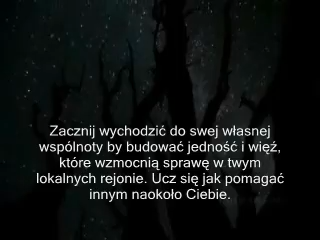 Zacznij wychodzić do swej własnej
wspólnoty by budować jedność i więź,
które wzmocnią sprawę w twym
lokalnych rejonie. Ucz się jak pomagać
innym naokoło Ciebie.